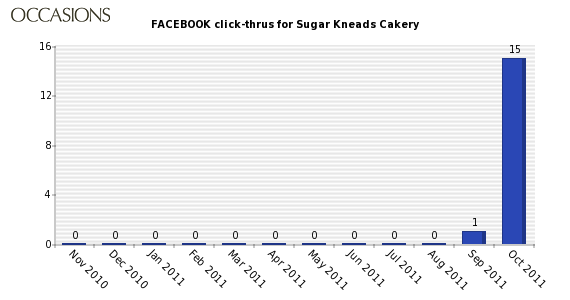 OCCASIONS
FACEBOOK click-thrus for Sugar Kneads Cakery
16
12
8
4
0
0 0 0 0 0 0 0 0 0 0 1 15
Nov 2010 Dec 2010 Jan 2011 Feb 2011 Mar 2011 Apr 2011 May 2011 Jun 2011 Jul 2011 Aug 2011 Sep 2011 Oct 2011